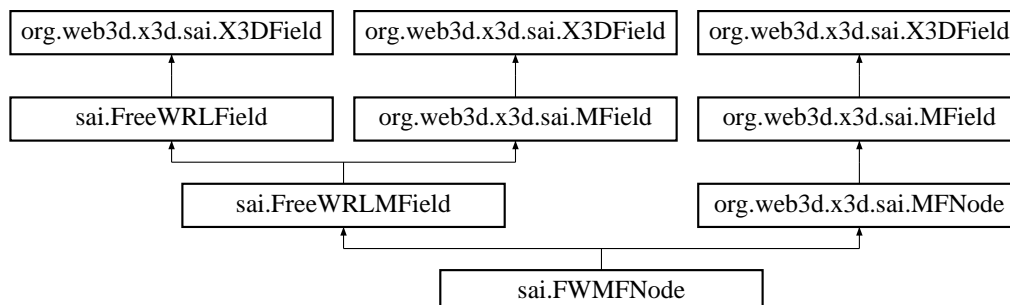 org.web3d.x3d.sai.X3DField org.web3d.x3d.sai.X3DField org.web3d.x3d.sai.X3DField
sai.FreeWRLField org.web3d.x3d.sai.MField org.web3d.x3d.sai.MField
sai.FreeWRLMField org.web3d.x3d.sai.MFNode
sai.FWMFNode